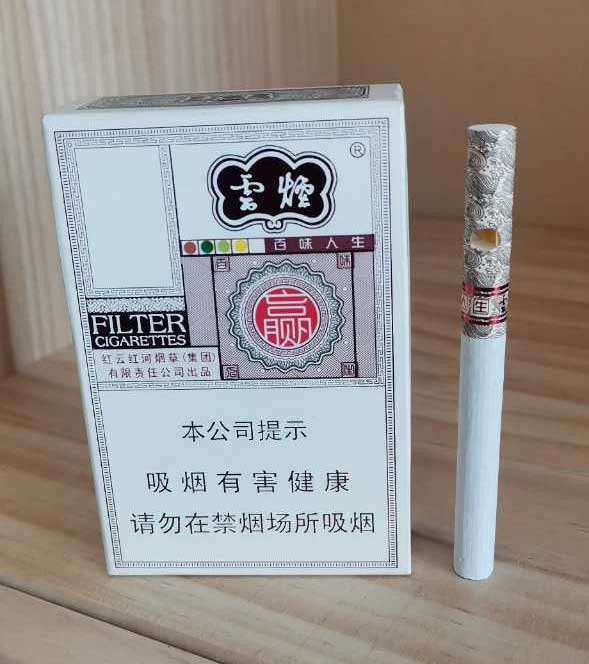 雲煙®
百味人生
百 味
赢
FILTER
CIGARETTES
红云红河烟草(集团)
有限责任公司出品
本公司提示
吸烟有害健康
请勿在禁烟场所吸烟